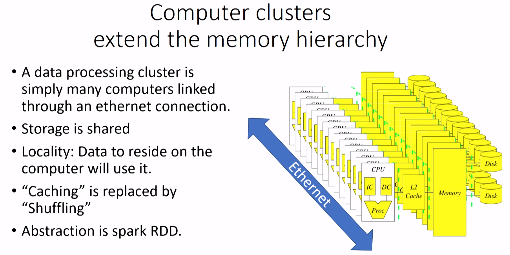 Computer clusters
extend the memory hierarchy
• A data processing cluster is
simply many computers linked
through an ethernet connection.
• Storage is shared
• Locality: Data to reside on the
computer will use it.
• “Caching” is replaced by
“Shuffling”
• Abstraction is spark RDD.
Ethernet
CPU
IC
DC
Proc
L2
Cache
Memory
Disk
Disk